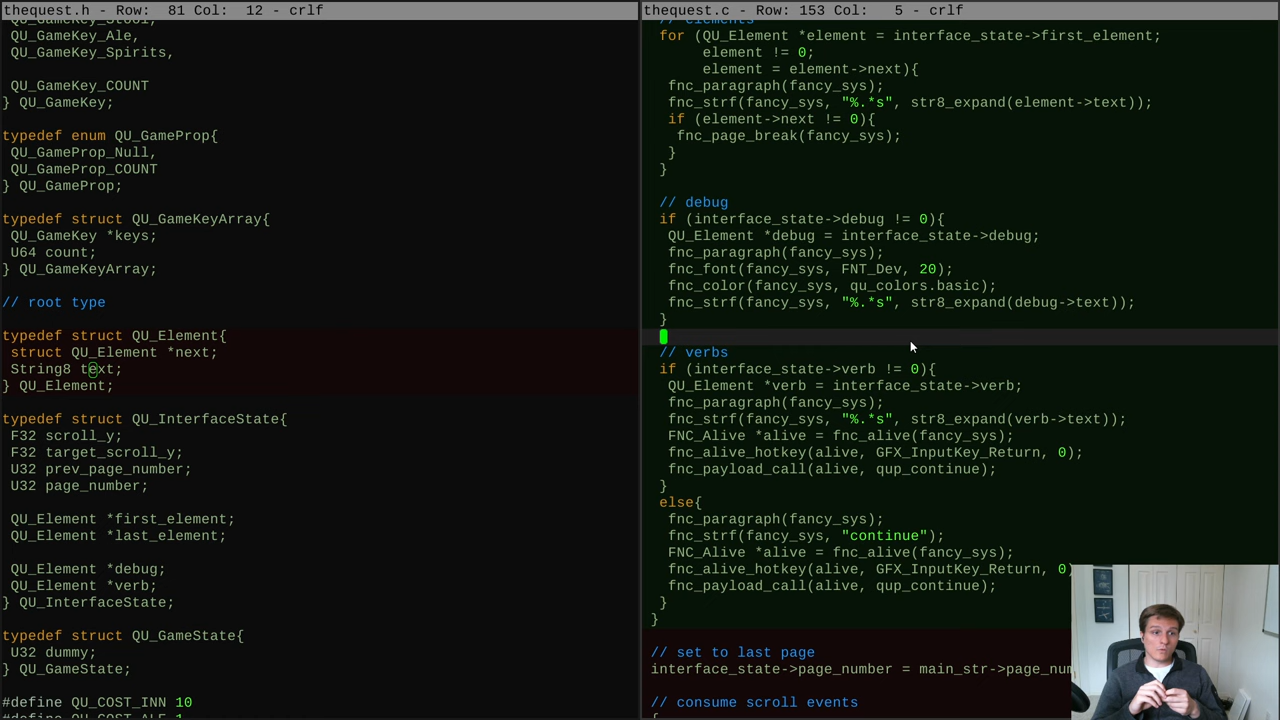 thequest.h - Row:  81 Col:  12 - crlf
 QU_GameKey_Stool,
 QU_GameKey_Ale,
 QU_GameKey_Spirits,
 QU_GameKey_COUNT
} QU_GameKey;
typedef enum QU_GameProp{
 QU_GameProp_Null,
 QU_GameProp_COUNT
} QU_GameProp;
typedef struct QU_GameKeyArray{
 QU_GameKey *keys;
 U64 count;
} QU_GameKeyArray;
// root type
typedef struct QU_Element{
 struct QU_Element *next;
 String8 text;
} QU_Element;
typedef struct QU_InterfaceState{
 F32 scroll_y;
 F32 target_scroll_y;
 U32 prev_page_number;
 U32 page_number;
 QU_Element *first_element;
 QU_Element *last_element;
 QU_Element *debug;
 QU_Element *verb;
} QU_InterfaceState;
typedef struct QU_GameState{
 U32 dummy;
} QU_GameState;
#define QU_COST_INN 10
#define QU_COST_ALE 1
thequest.c - Row: 153 Col:   5 - crlf
// elements
for (QU_Element *element = interface_state->first_element;
     element != 0;
     element = element->next){
 fnc_paragraph(fancy_sys);
 fnc_strf(fancy_sys, "%.*s", str8_expand(element->text));
 if (element->next != 0){
  fnc_page_break(fancy_sys);
 }
}
// debug
if (interface_state->debug != 0){
 QU_Element *debug = interface_state->debug;
 fnc_paragraph(fancy_sys);
 fnc_font(fancy_sys, FNT_Dev, 20);
 fnc_color(fancy_sys, qu_colors.basic);
 fnc_strf(fancy_sys, "%.*s", str8_expand(debug->text));
}
// verbs
if (interface_state->verb != 0){
 QU_Element *verb = interface_state->verb;
 fnc_paragraph(fancy_sys);
 fnc_strf(fancy_sys, "%.*s", str8_expand(verb->text));
 FNC_Alive *alive = fnc_alive(fancy_sys);
 fnc_alive_hotkey(alive, GFX_InputKey_Return, 0);
 fnc_payload_call(alive, qup_continue);
}
else{
 fnc_paragraph(fancy_sys);
 fnc_strf(fancy_sys, "continue");
 FNC_Alive *alive = fnc_alive(fancy_sys);
 fnc_alive_hotkey(alive, GFX_InputKey_Return, 0)
 fnc_payload_call(alive, qup_continue);
}
}
// set to last page
interface_state->page_number = main_str->page_num
// consume scroll events
{